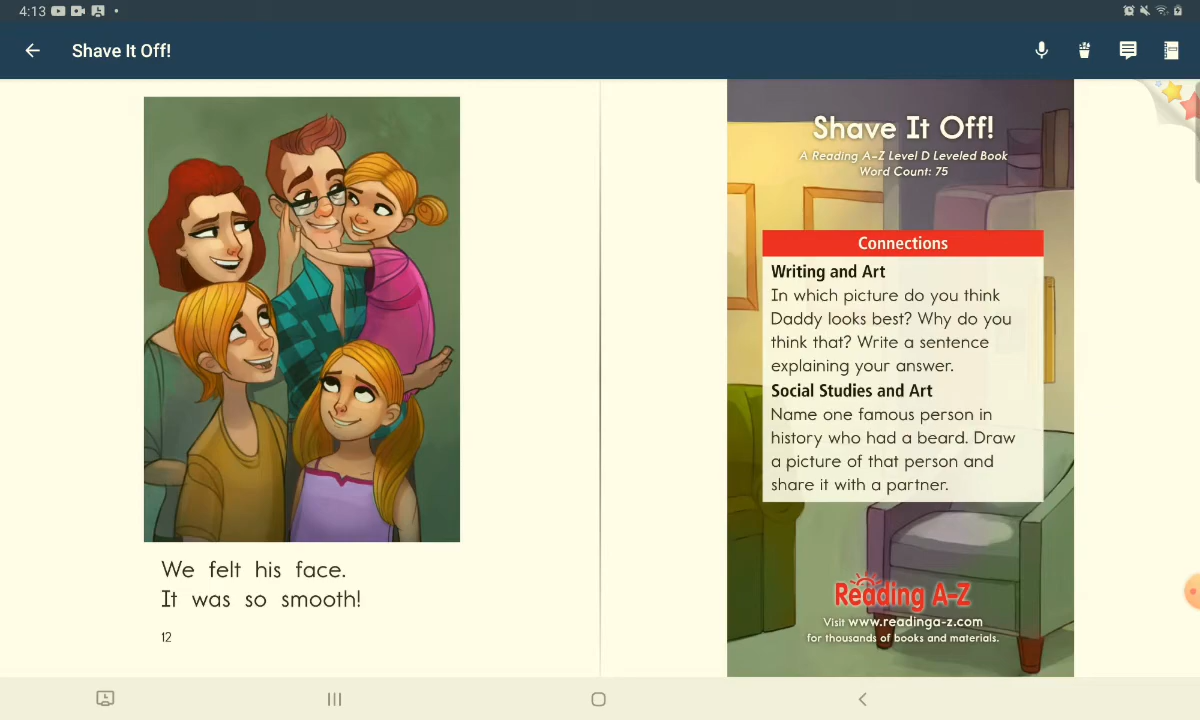 4:13
Shave It Off!
We felt his face.
It was so smooth!
12
Shave It Off!
A Reading A–Z Level D Leveled Book
Word Count: 75
Connections
Writing and Art
In which picture do you think
Daddy looks best? Why do you
think that? Write a sentence
explaining your answer.
Social Studies and Art
Name one famous person in
history who had a beard. Draw
a picture of that person and
share it with a partner.
Reading A–Z
Visit www.readinga-z.com
for thousands of books and materials.